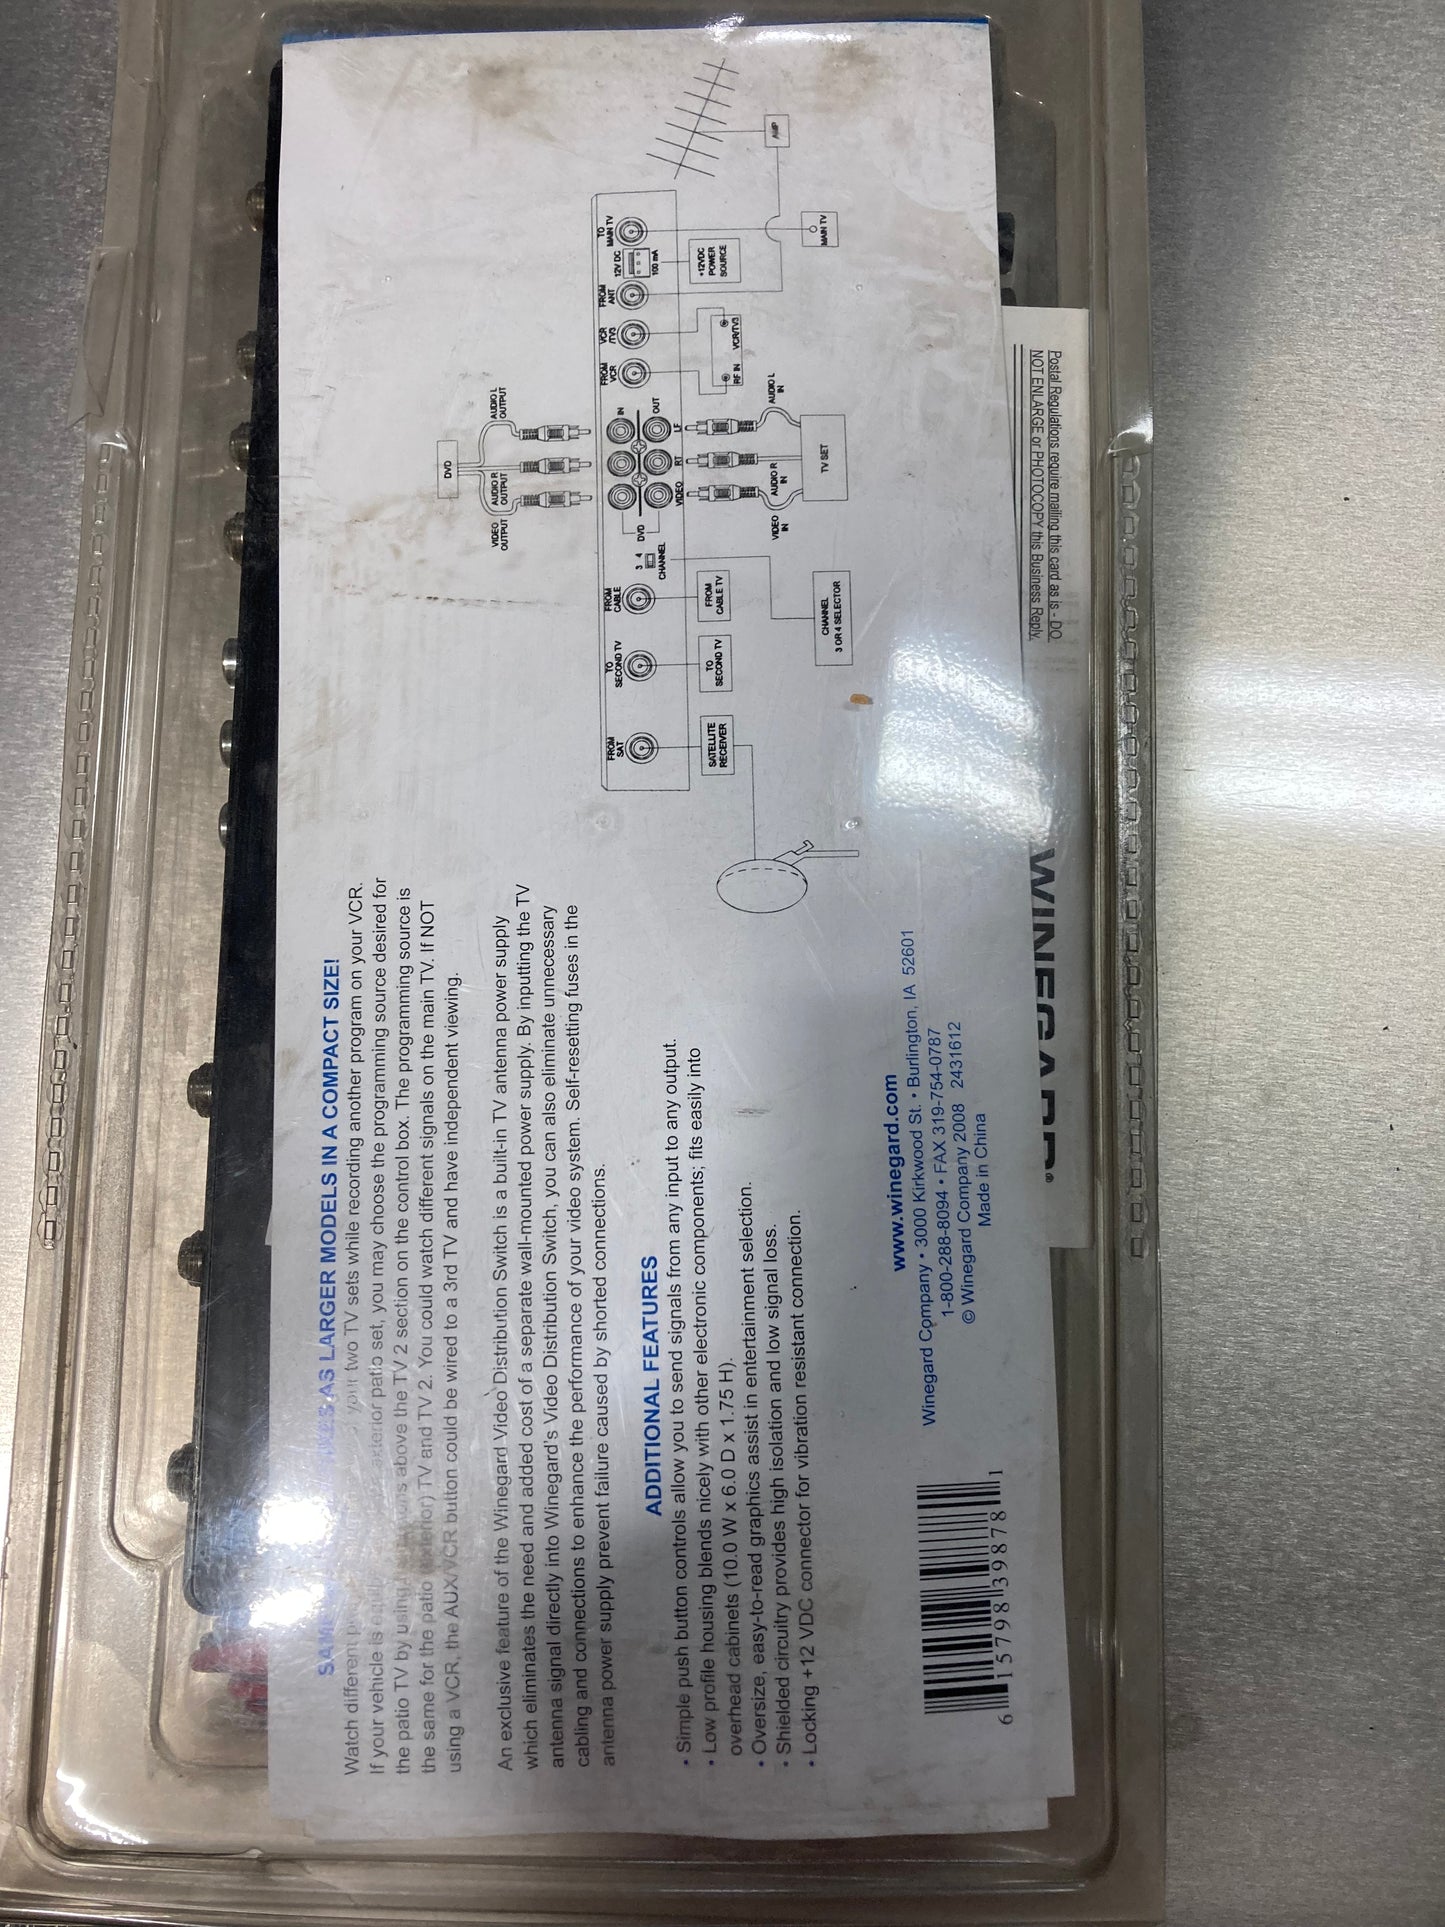 SAME FEATURES AS LARGER MODELS IN A COMPACT SIZE!
Watch different your two TV sets while recording another program on your VCR.
If your vehicle is exterior patio set, you may choose the programming source desired for
the patio TV by using above the TV 2 section on the control box. The programming source is
the same for the patio (exterior) TV and TV 2. You could watch different signals on the main TV. If NOT
using a VCR, the AUX/VCR button could be wired to a 3rd TV and have independent viewing.
An exclusive feature of the Winegard Video Distribution Switch is a built-in TV antenna power supply
which eliminates the need and added cost of a separate wall-mounted power supply. By inputting the TV
antenna signal directly into Winegard's Video Distribution Switch, you can also eliminate unnecessary
cabling and connections to enhance the performance of your video system. Self-resetting fuses in the
antenna power supply prevent failure caused by shorted connections.
ADDITIONAL FEATURES
• Simple push button controls allow you to send signals from any input to any output.
• Low profile housing blends nicely with other electronic components; fits easily into
overhead cabinets (10.0 W x 6.0 D x 1.75 H).
• Oversize, easy-to-read graphics assist in entertainment selection.
• Shielded circuitry provides high isolation and low signal loss.
• Locking +12 VDC connector for vibration resistant connection.
www.winegard.com
Winegard Company • 3000 Kirkwood St. • Burlington, IA 52601
1-800-288-8094 • FAX 319-754-0787
© Winegard Company 2008 2431612
Made in China
6 15798 39878 1
DVD
VIDEO
OUTPUT
AUDIO R
OUTPUT
AUDIO L
OUTPUT
FROM
SAT
TO
SECOND TV
FROM
CABLE
3 4
CHANNEL
DVD
IN
OUT
VIDEO
RT
LF
FROM
VCR
VCR
/TV3
FROM
ANT
12V DC
100 mA
TO
MAIN TV
SATELLITE
RECEIVER
TO
SECOND TV
FROM
CABLE TV
CHANNEL
3 OR 4 SELECTOR
VIDEO
IN
AUDIO R
IN
AUDIO L
IN
TV SET
RF IN
VCR/TV3
+12VDC
POWER
SOURCE
MAIN TV
AMP
WINEGARD®
Postal Regulations require mailing this card as is - DO
NOT ENLARGE or PHOTOCOPY this Business Reply